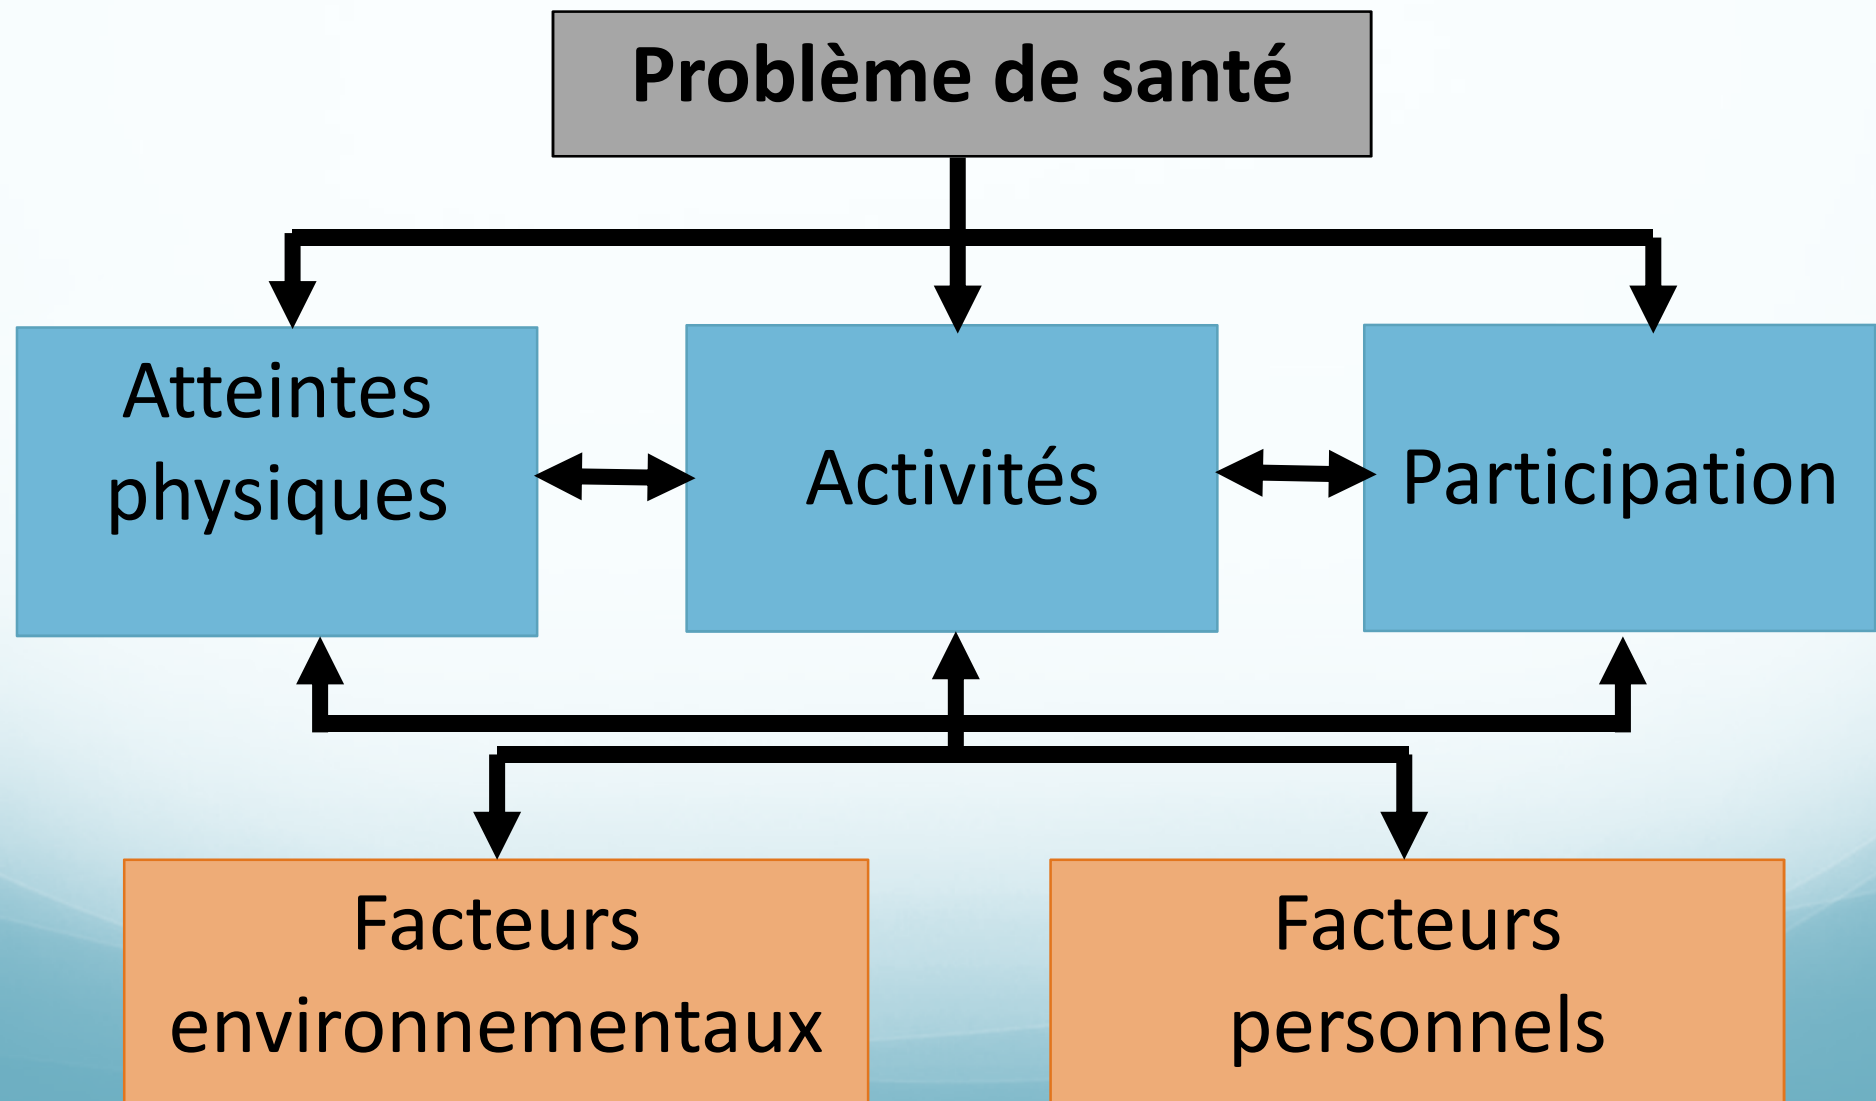 Problème de santé
Atteintes
physiques
Activités
Participation
Facteurs
environnementaux
Facteurs
personnels